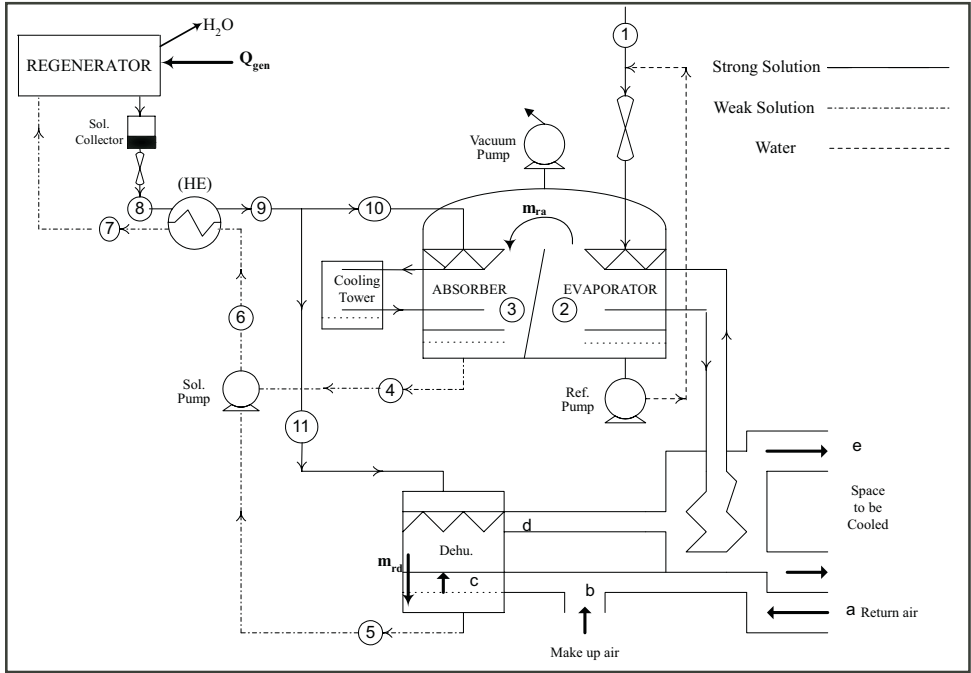 H2O
REGENERATOR
Qgen
Sol.
Collector
(HE)
8
9
10
7
6
Vacuum
Pump
mra
1
Strong Solution
Weak Solution
Water
Cooling
Tower
ABSORBER
EVAPORATOR
3
2
Sol.
Pump
4
Ref.
Pump
11
e
Space
to be
Cooled
d
Dehu.
mrd
c
b
a Return air
5
Make up air